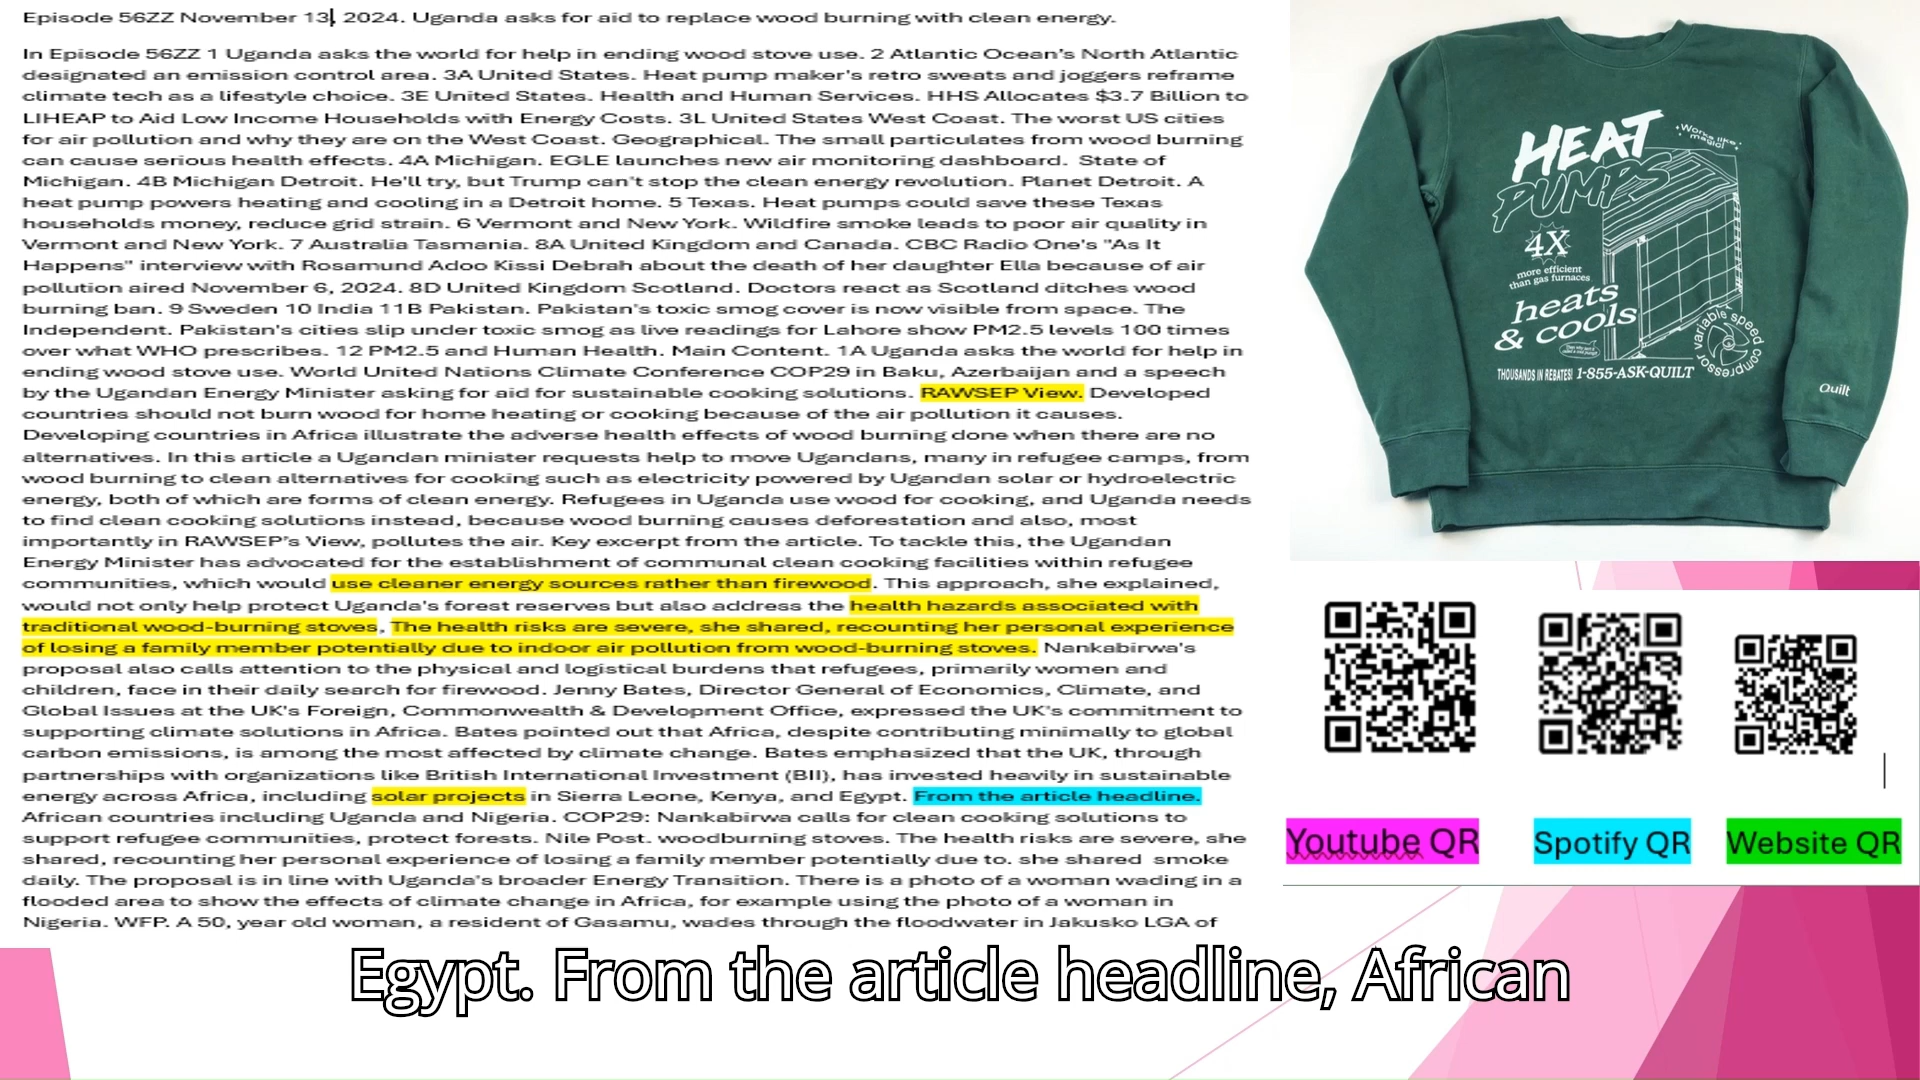 Episode 56ZZ November 13, 2024. Uganda asks for aid to replace wood burning with clean energy.
In Episode 56ZZ 1 Uganda asks the world for help in ending wood stove use. 2 Atlantic Ocean's North Atlantic
designated an emission control area. 3A United States. Heat pump maker's retro sweats and joggers reframe
climate tech as a lifestyle choice. 3E United States. Health and Human Services. HHS Allocates $3.7 Billion to
LIHEAP to Aid Low Income Households with Energy Costs. 3L United States West Coast. The worst US cities
for air pollution and why they are on the West Coast. Geographical. The small particulates from wood burning
can cause serious health effects. 4A Michigan. EGLE launches new air monitoring dashboard. State of
Michigan. 4B Michigan Detroit. He'll try, but Trump can't stop the clean energy revolution. Planet Detroit. A
heat pump powers heating and cooling in a Detroit home. 5 Texas. Heat pumps could save these Texas
households money, reduce grid strain. 6 Vermont and New York. Wildfire smoke leads to poor air quality in
Vermont and New York. 7 Australia Tasmania. 8A United Kingdom and Canada. CBC Radio One's "As It
Happens" interview with Rosamund Adoo Kissi Debrah about the death of her daughter Ella because of air
pollution aired November 6, 2024. 8D United Kingdom Scotland. Doctors react as Scotland ditches wood
burning ban. 9 Sweden 10 India 11B Pakistan. Pakistan's toxic smog cover is now visible from space. The
Independent. Pakistan's cities slip under toxic smog as live readings for Lahore show PM2.5 levels 100 times
over what WHO prescribes. 12 PM2.5 and Human Health. Main Content. 1A Uganda asks the world for help in
ending wood stove use. World United Nations Climate Conference COP29 in Baku, Azerbaijan and a speech
by the Ugandan Energy Minister asking for aid for sustainable cooking solutions. RAWSEP View. Developed
countries should not burn wood for home heating or cooking because of the air pollution it causes.
Developing countries in Africa illustrate the adverse health effects of wood burning done when there are no
alternatives. In this article a Ugandan minister requests help to move Ugandans, many in refugee camps, from
wood burning to clean alternatives for cooking such as electricity powered by Ugandan solar or hydroelectric
energy, both of which are forms of clean energy. Refugees in Uganda use wood for cooking, and Uganda needs
to find clean cooking solutions instead, because wood burning causes deforestation and also, most
importantly in RAWSEP's View, pollutes the air. Key excerpt from the article. To tackle this, the Ugandan
Energy Minister has advocated for the establishment of communal clean cooking facilities within refugee
communities, which would use cleaner energy sources rather than firewood. This approach, she explained,
would not only help protect Uganda's forest reserves but also address the health hazards associated with
traditional wood-burning stoves, The health risks are severe, she shared, recounting her personal experience
of losing a family member potentially due to indoor air pollution from wood-burning stoves. Nankabirwa's
proposal also calls attention to the physical and logistical burdens that refugees, primarily women and
children, face in their daily search for firewood. Jenny Bates, Director General of Economics, Climate, and
Global Issues at the UK's Foreign, Commonwealth & Development Office, expressed the UK's commitment to
supporting climate solutions in Africa. Bates pointed out that Africa, despite contributing minimally to global
carbon emissions, is among the most affected by climate change. Bates emphasized that the UK, through
partnerships with organizations like British International Investment (BII), has invested heavily in sustainable
energy across Africa, including solar projects in Sierra Leone, Kenya, and Egypt. From the article headline.
African countries including Uganda and Nigeria. COP29: Nankabirwa calls for clean cooking solutions to
support refugee communities, protect forests. Nile Post. woodburning stoves. The health risks are severe, she
shared, recounting her personal experience of losing a family member potentially due to. she shared smoke
daily. The proposal is in line with Uganda's broader Energy Transition. There is a photo of a woman wading in a
flooded area to show the effects of climate change in Africa, for example using the photo of a woman in
Nigeria. WFP. A 50, year old woman, a resident of Gasamu, wades through the floodwater in Jakusko LGA of
HEAT
PUMPS
"Works like magic!"
4X
more efficient
than gas furnaces
heats
& cools
variable speed compressor
THOUSANDS IN REBATES! 1-855-ASK-QUILT
Quilt
Youtube QR
Spotify QR
Website QR
Egypt. From the article headline, African